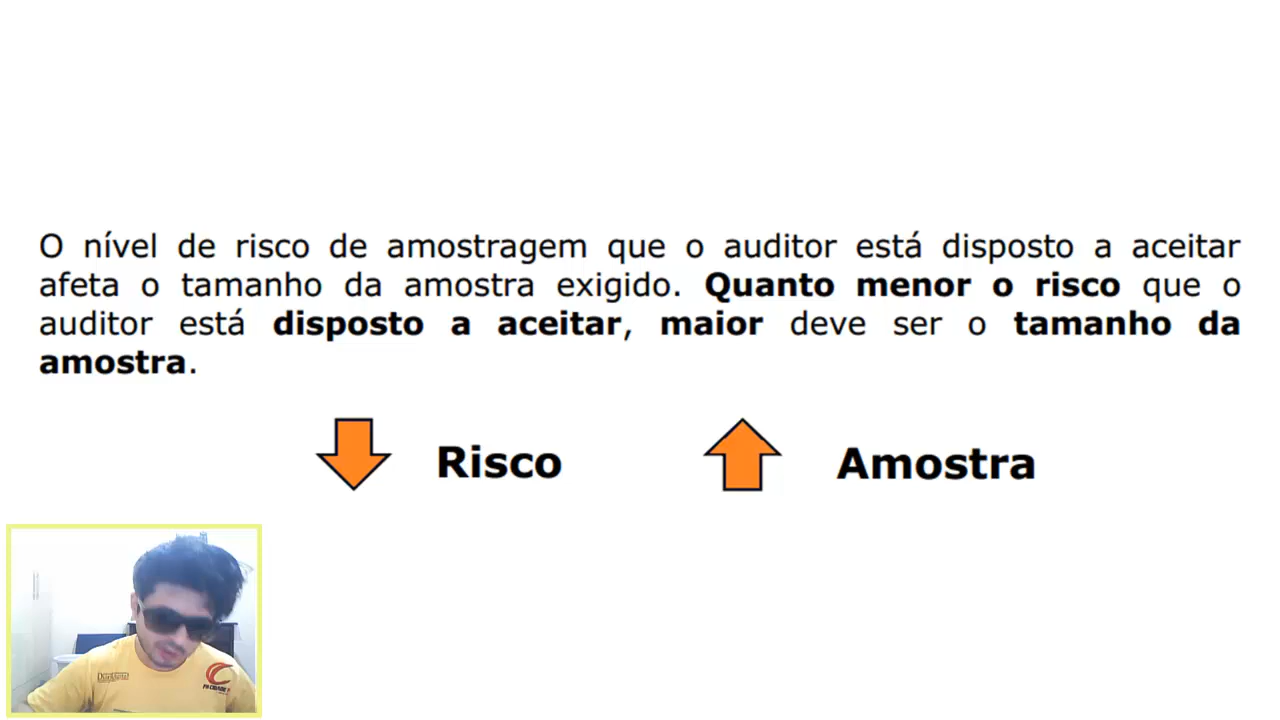 O nível de risco de amostragem que o auditor está disposto a aceitar
afeta o tamanho da amostra exigido. Quanto menor o risco que o
auditor está disposto a aceitar, maior deve ser o tamanho da
amostra.
Risco
Amostra